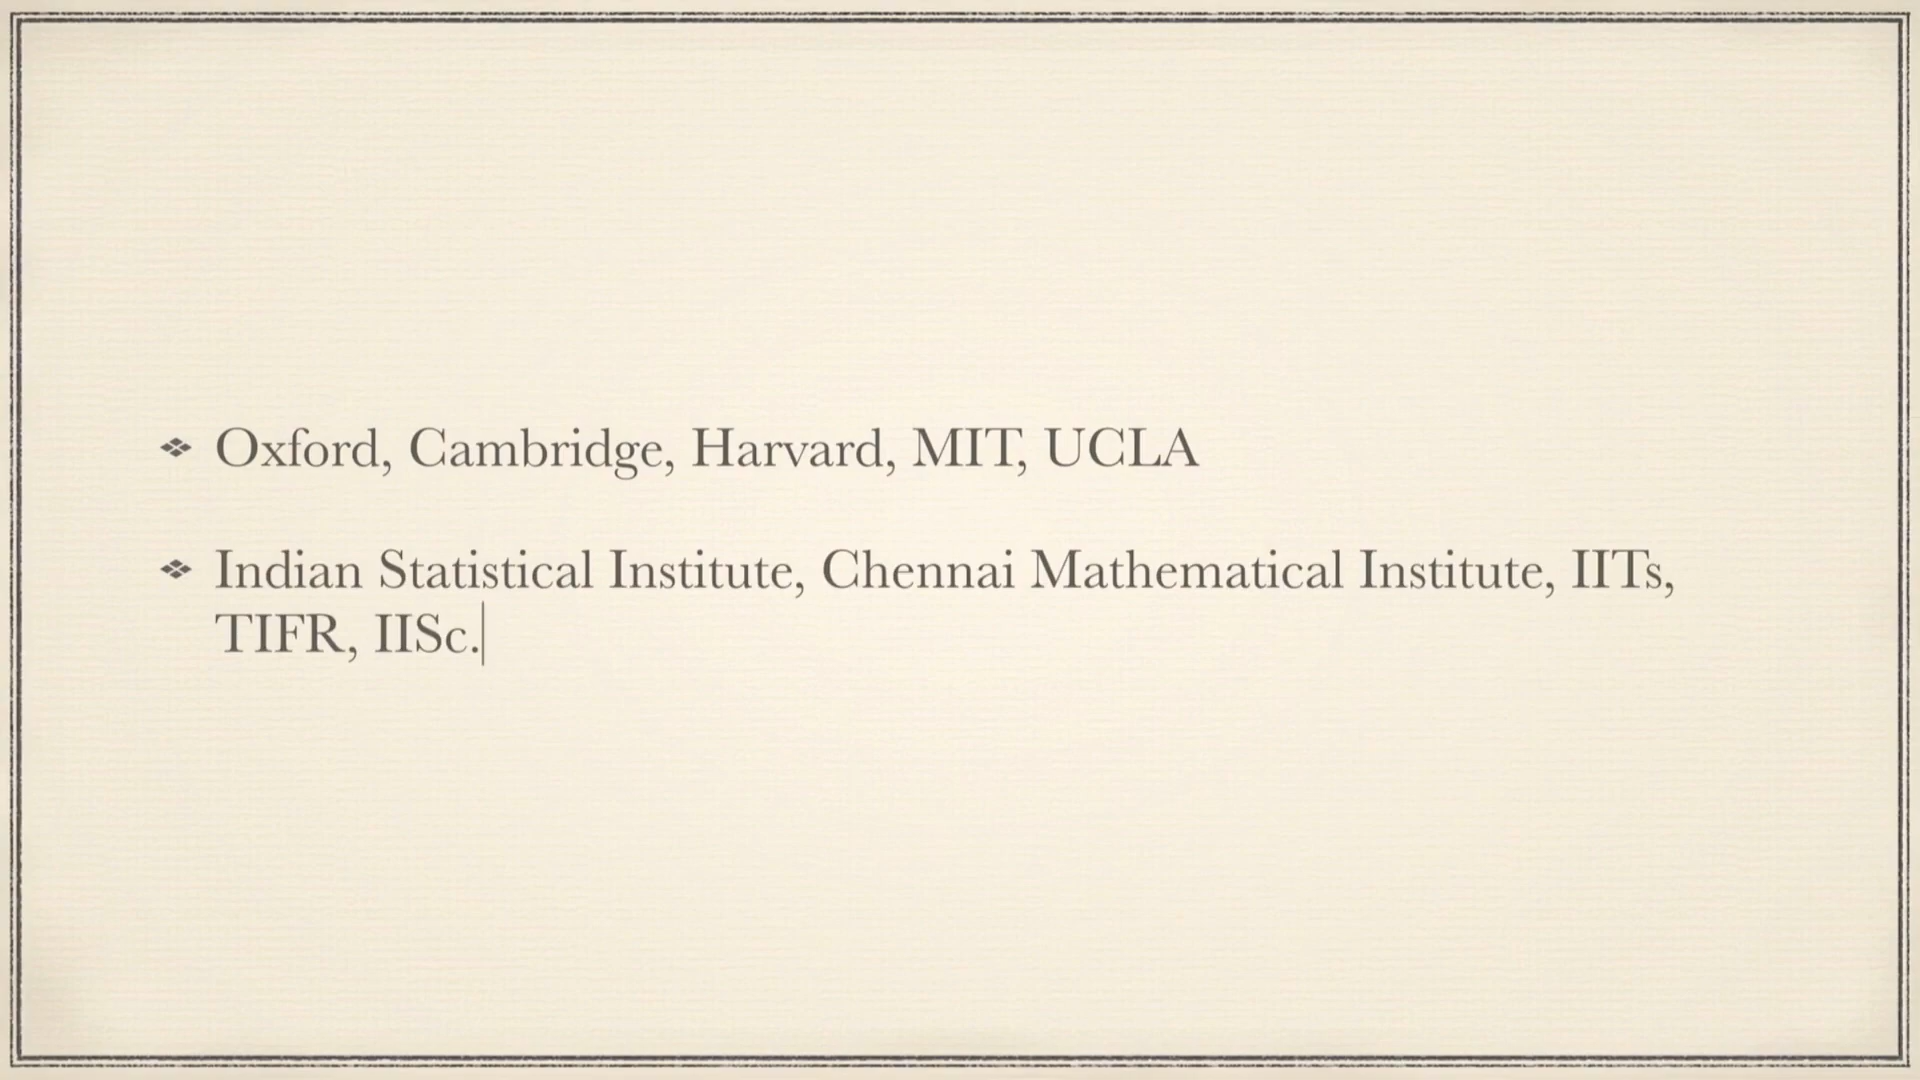 Oxford, Cambridge, Harvard, MIT, UCLA
Indian Statistical Institute, Chennai Mathematical Institute, IITs,
TIFR, IISc.